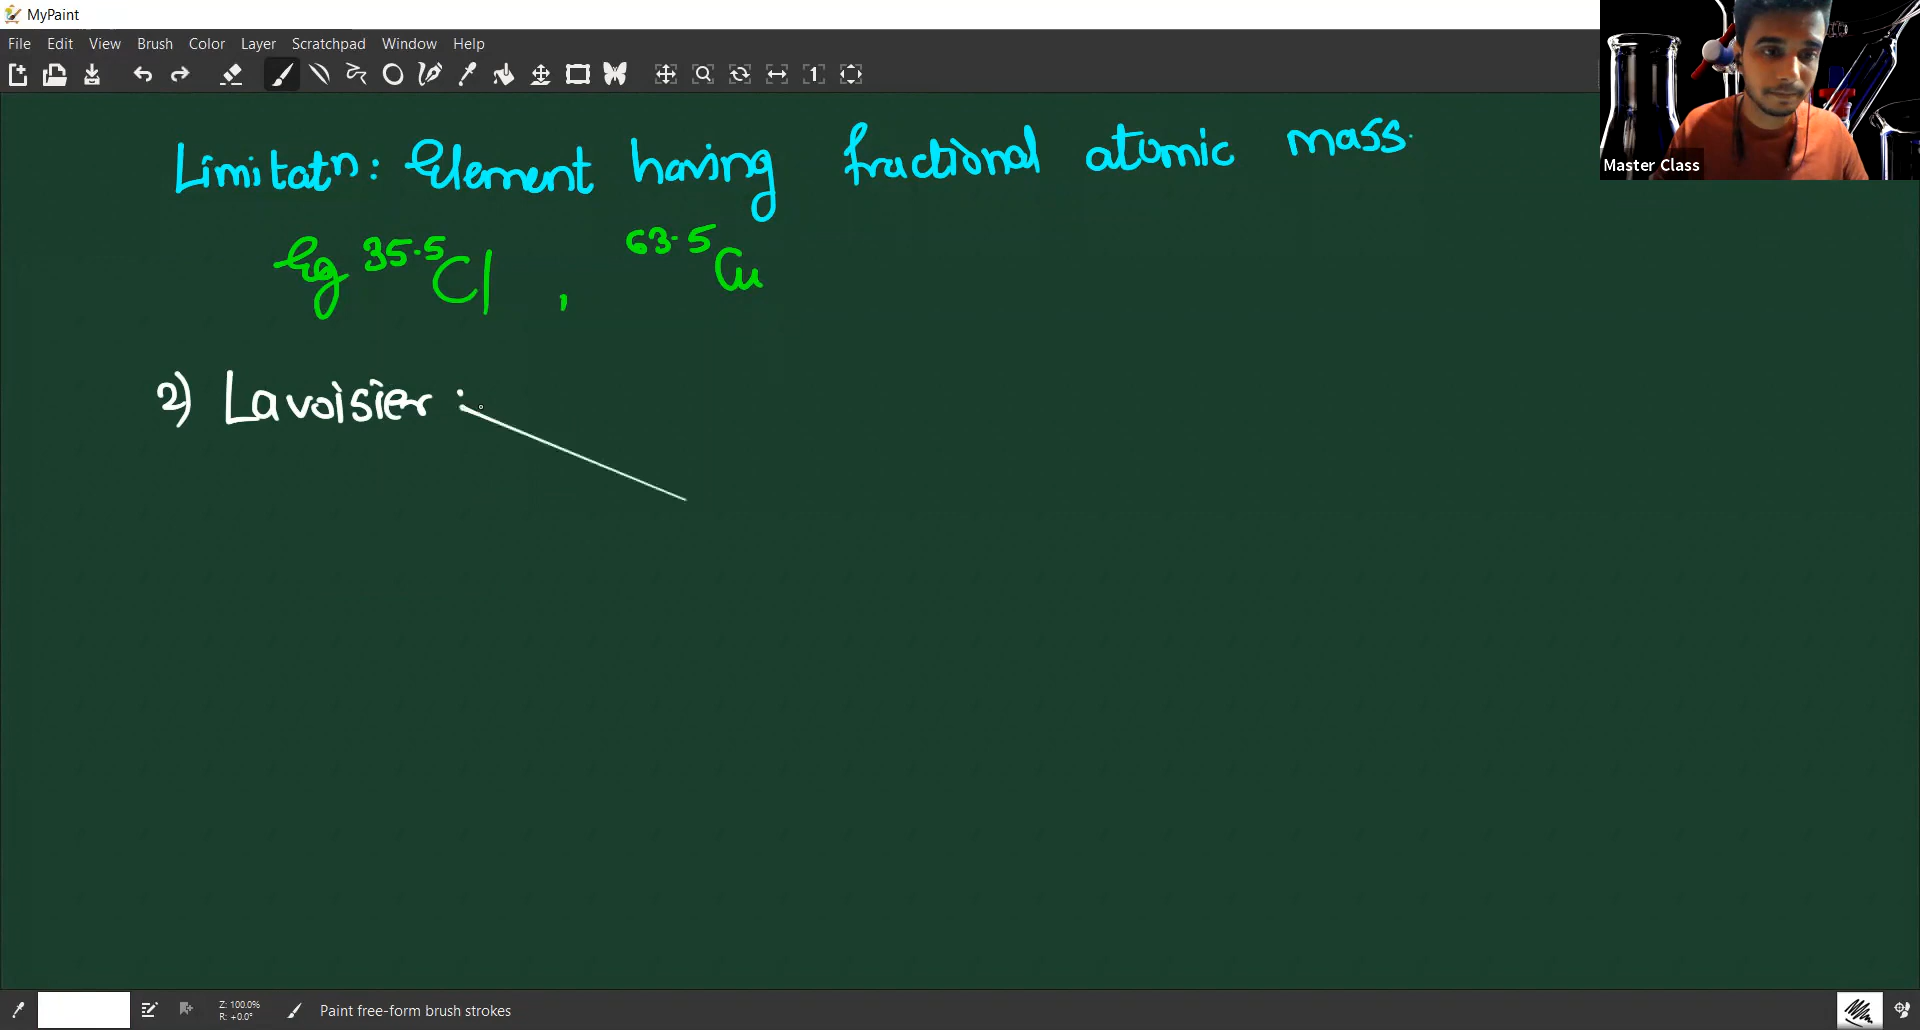 MyPaint
File Edit View Brush Color Layer Scratchpad Window Help
1
Master Class
Limitatn: Element having fractional atomic mass.
Eg 35.5Cl , 63.5Cu
2) Lavoisier :
Z: 100.0%
R: +0.0°
Paint free-form brush strokes